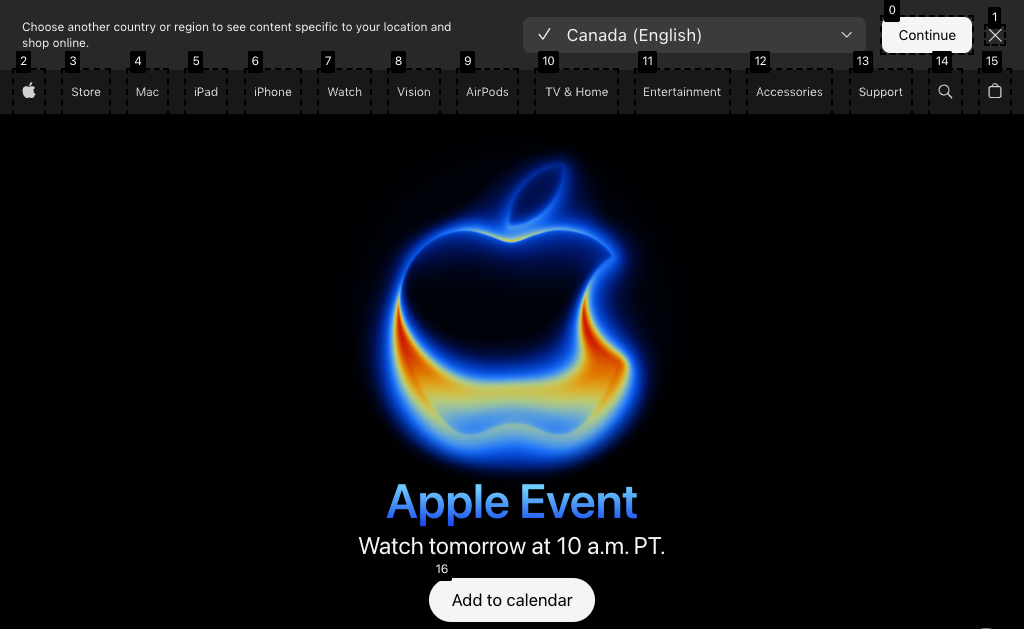 Choose another country or region to see content specific to your location and
shop online.
Canada (English)
0
Continue
1
2
3
4
5
6
7
8
9
10
11
12
13
14
15
Store
Mac
iPad
iPhone
Watch
Vision
AirPods
TV & Home
Entertainment
Accessories
Support
Apple Event
Watch tomorrow at 10 a.m. PT.
16
Add to calendar